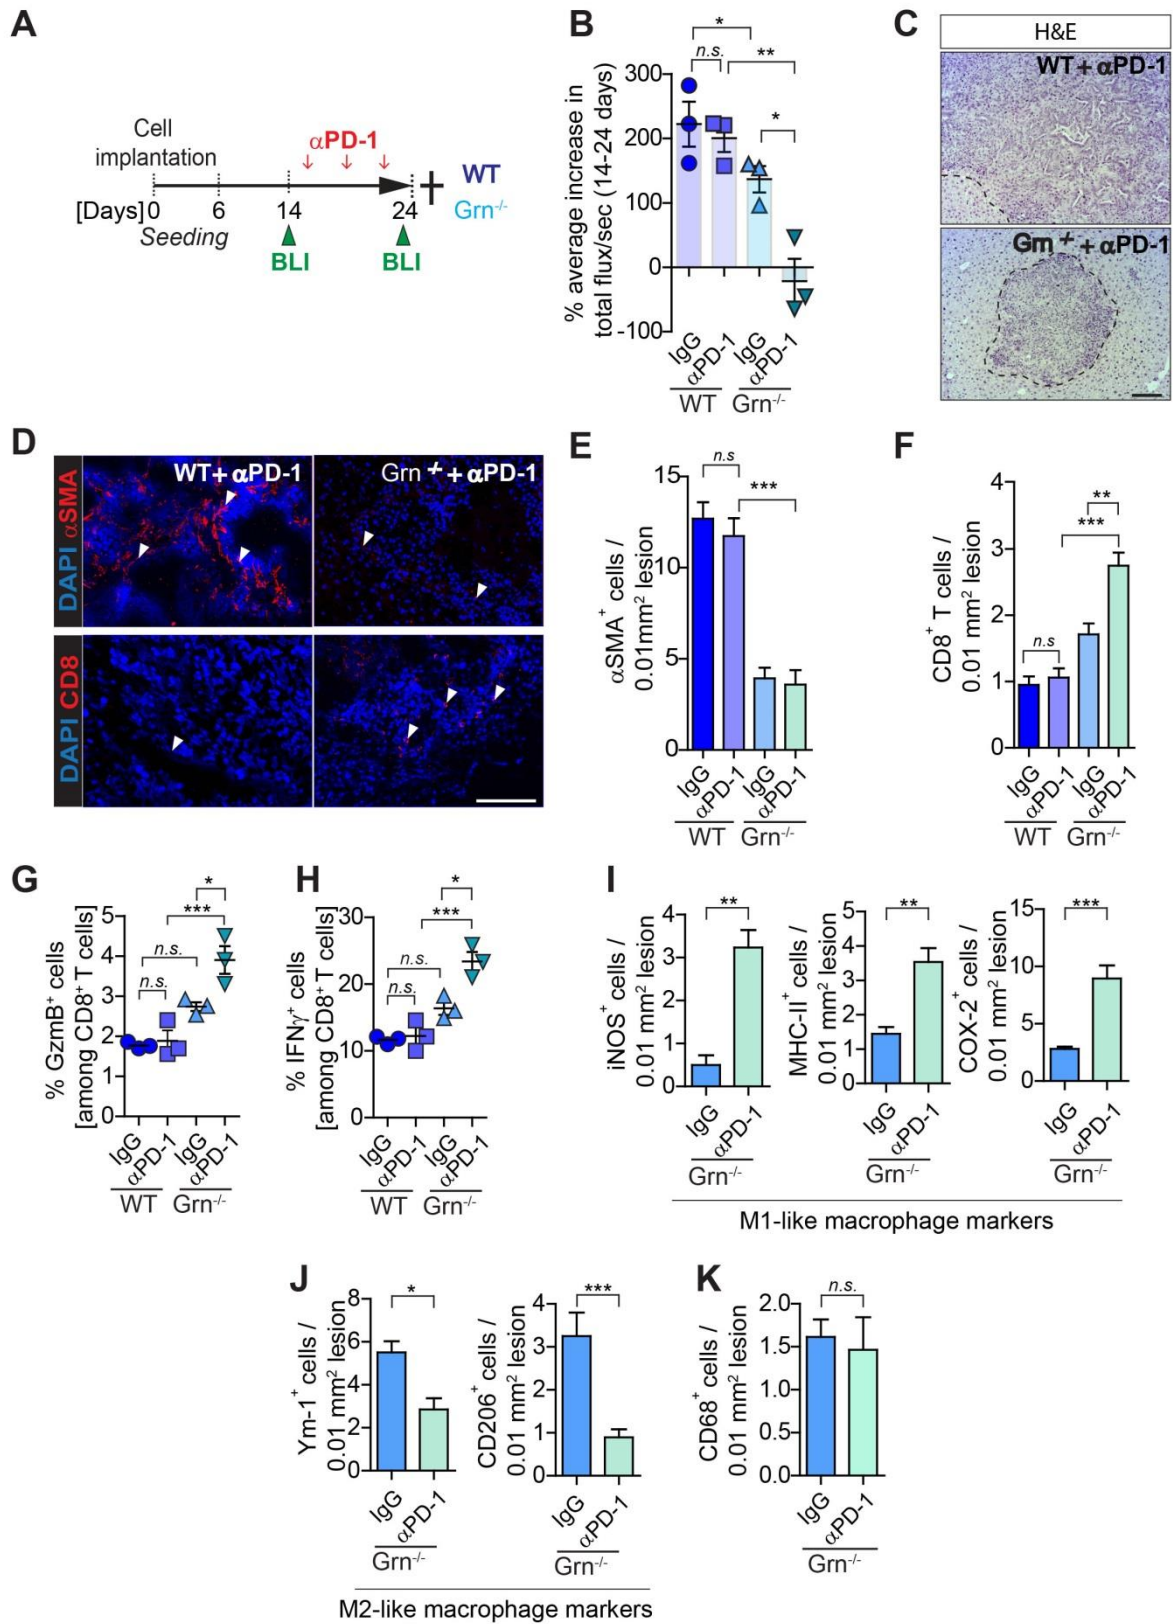 A
Cell
implantation
αPD-1
WT
Grn-/-
[Days] 0 6 14 24
Seeding
BLI BLI
B
% average increase in
total flux/sec (14-24 days)
* n.s. ** *
300
200
100
0
-100
IgG αPD-1 IgG αPD-1
WT Grn-/-
C
H&E
WT + αPD-1
Grn-/- + αPD-1
D
DAPI αSMA
WT + αPD-1
Grn-/- + αPD-1
DAPI CD8
E
αSMA+ cells /
0.01mm2 lesion
n.s ***
15
10
5
0
IgG αPD-1 IgG αPD-1
WT Grn-/-
F
CD8+ T cells /
0.01 mm2 lesion
** *** n.s
4
3
2
1
0
IgG αPD-1 IgG αPD-1
WT Grn-/-
G
% GzmB+ cells
[among CD8+ T cells]
* *** n.s. n.s.
5
4
3
2
1
0
IgG αPD-1 IgG αPD-1
WT Grn-/-
H
% IFNγ+ cells
[among CD8+ T cells]
* *** n.s. n.s.
30
20
10
0
IgG αPD-1 IgG αPD-1
WT Grn-/-
I
iNOS+ cells /
0.01 mm2 lesion
**
4
3
2
1
0
IgG αPD-1
Grn-/-
MHC-II+ cells /
0.01 mm2 lesion
**
5
4
3
2
1
0
IgG αPD-1
Grn-/-
COX-2+ cells /
0.01 mm2 lesion
***
15
10
5
0
IgG αPD-1
Grn-/-
M1-like macrophage markers
J
Ym-1+ cells /
0.01 mm2 lesion
*
8
6
4
2
0
IgG αPD-1
Grn-/-
CD206+ cells /
0.01 mm2 lesion
***
4
3
2
1
0
IgG αPD-1
Grn-/-
M2-like macrophage markers
K
CD68+ cells /
0.01 mm2 lesion
n.s.
2.0
1.5
1.0
0.5
0.0
IgG αPD-1
Grn-/-